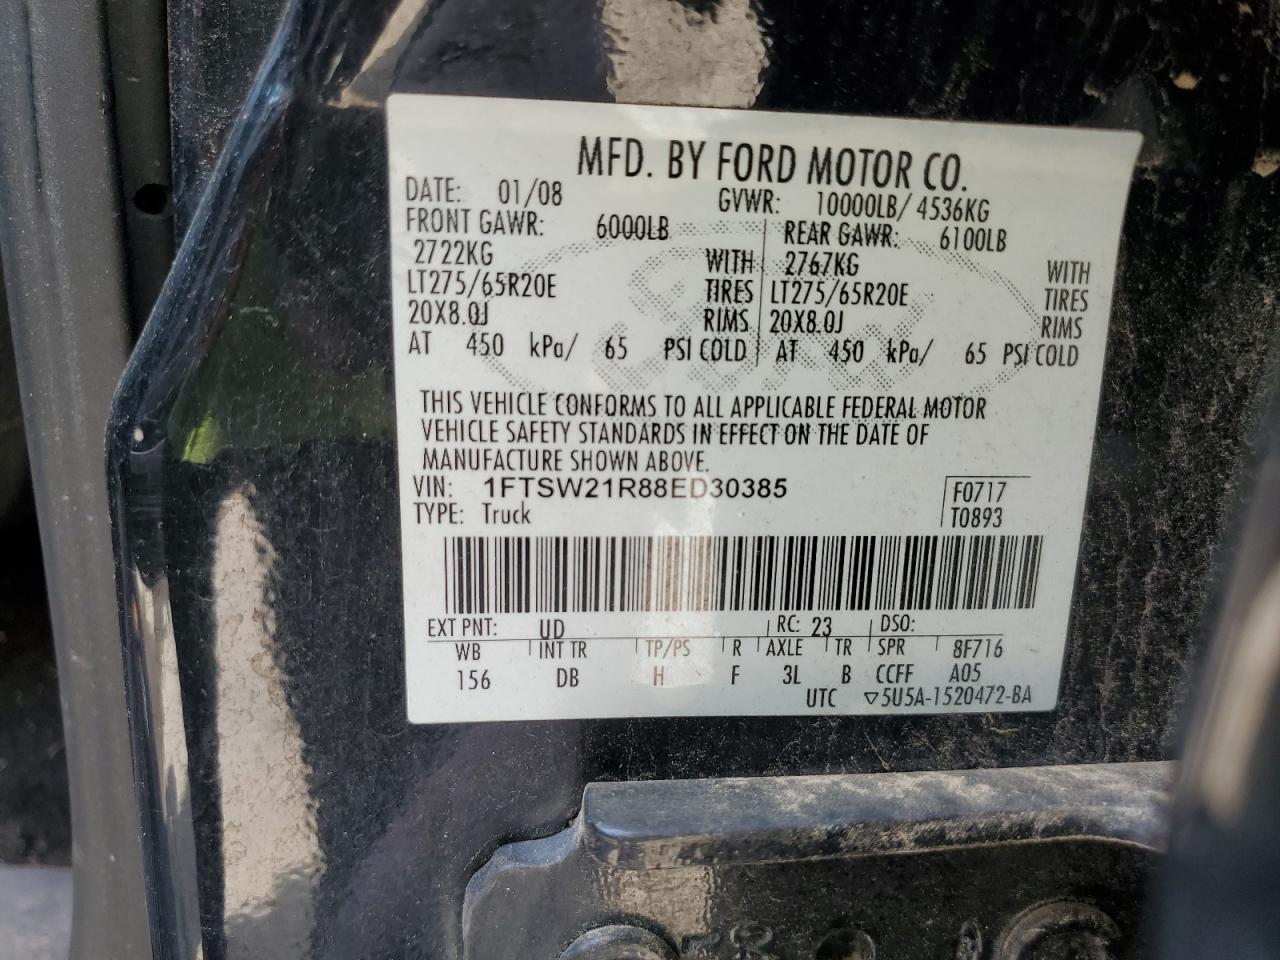 MFD. BY FORD MOTOR CO.
DATE: 01/08 GVWR: 10000LB/ 4536KG
FRONT GAWR: 6000LB REAR GAWR: 6100LB
2722KG WITH 2767KG WITH
LT275/65R20E TIRES LT275/65R20E TIRES
20X8.0J RIMS 20X8.0J RIMS
AT 450 kPa/ 65 PSI COLD AT 450 kPa/ 65 PSI COLD
THIS VEHICLE CONFORMS TO ALL APPLICABLE FEDERAL MOTOR
VEHICLE SAFETY STANDARDS IN EFFECT ON THE DATE OF
MANUFACTURE SHOWN ABOVE.
VIN: 1FTSW21R88ED30385 F0717
TYPE: Truck T0893
EXT PNT: UD RC: 23 DSO:
WB INT TR TP/PS R AXLE TR SPR 8F716
156 DB H F 3L B CCFF A05
UTC ▽5U5A-1520472-BA